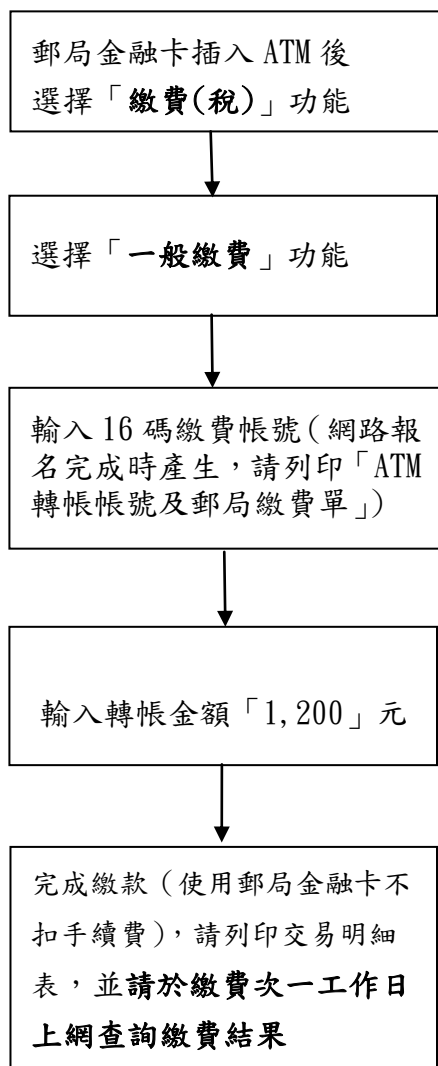 郵局金融卡插入 ATM 後
選擇「繳費(稅)」功能
選擇「一般繳費」功能
輸入 16 碼繳費帳號(網路報
名完成時產生,請列印「ATM
轉帳帳號及郵局繳費單」)
輸入轉帳金額「1,200」元
完成繳款(使用郵局金融卡不
扣手續費),請列印交易明細
表,並請於繳費次一工作日
上網查詢繳費結果